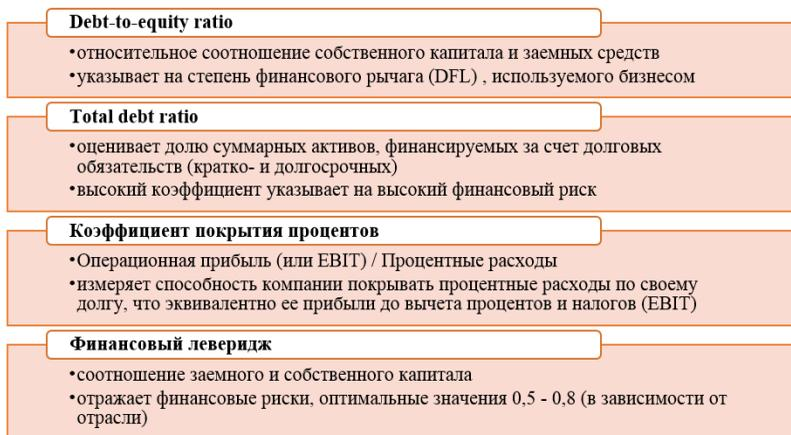 Debt-to-equity ratio
•относительное соотношение собственного капитала и заемных средств
•указывает на степень финансового рычага (DFL) , используемого бизнесом
Total debt ratio
•оценивает долю суммарных активов, финансируемых за счет долговых
обязательств (кратко- и долгосрочных)
•высокий коэффициент указывает на высокий финансовый риск
Коэффициент покрытия процентов
•Операционная прибыль (или EBIT) / Процентные расходы
•измеряет способность компании покрывать процентные расходы по своему
долгу, что эквивалентно ее прибыли до вычета процентов и налогов (EBIT)
Финансовый леверидж
•соотношение заемного и собственного капитала
•отражает финансовые риски, оптимальные значения 0,5 - 0,8 (в зависимости от
отрасли)